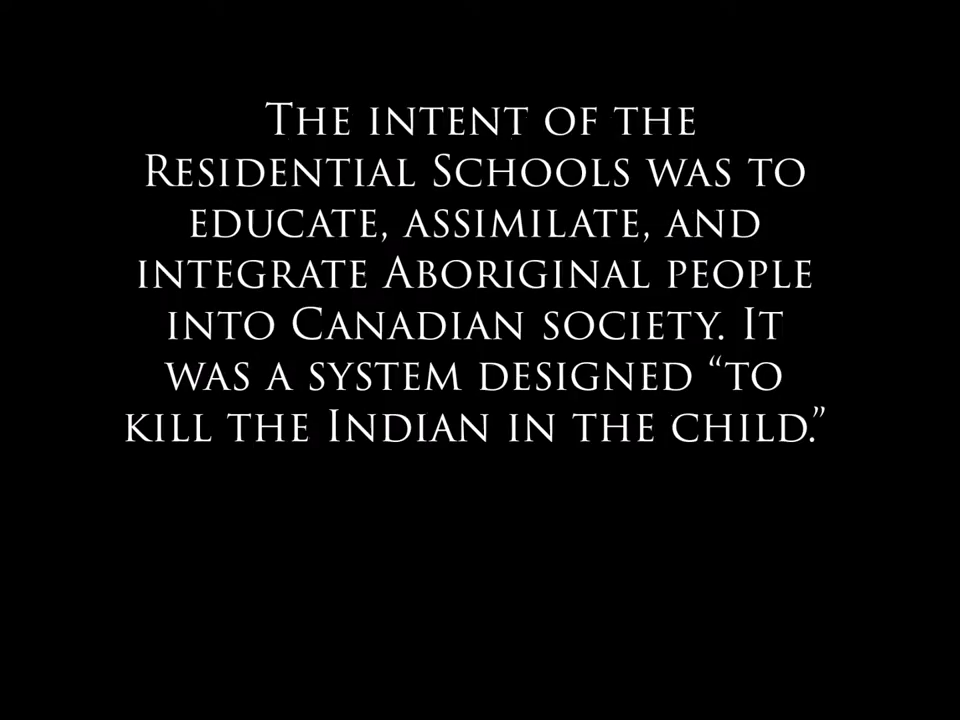 The intent of the
Residential Schools was to
educate, assimilate, and
integrate Aboriginal people
into Canadian society. It
was a system designed “to
kill the Indian in the child.”